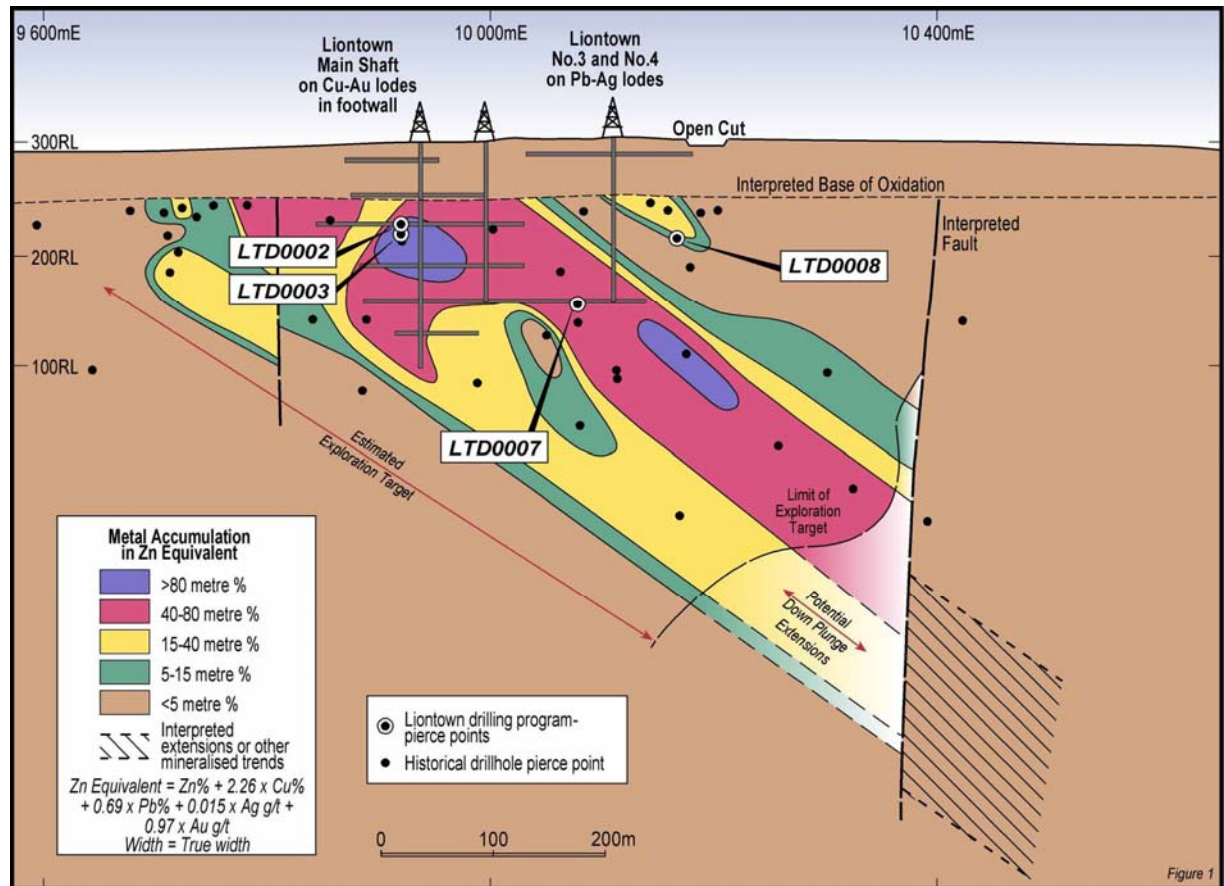 9 600mE
10 000mE
10 400mE
Liontown
Main Shaft
on Cu-Au lodes
in footwall
Liontown
No.3 and No.4
on Pb-Ag lodes
Open Cut
300RL
Interpreted Base of Oxidation
Interpreted
Fault
LTD0002
200RL
LTD0003
LTD0008
100RL
LTD0007
Estimated
Exploration Target
Limit of
Exploration
Target
Potential
Down Plunge
Extensions
Metal Accumulation
in Zn Equivalent
>80 metre %
40-80 metre %
15-40 metre %
5-15 metre %
<5 metre %
Interpreted
extensions or other
mineralised trends
Zn Equivalent = Zn% + 2.26 x Cu%
+ 0.69 x Pb% + 0.015 x Ag g/t +
0.97 x Au g/t
Width = True width
Liontown drilling program-
pierce points
Historical drillhole pierce point
0 100 200m
Figure 1